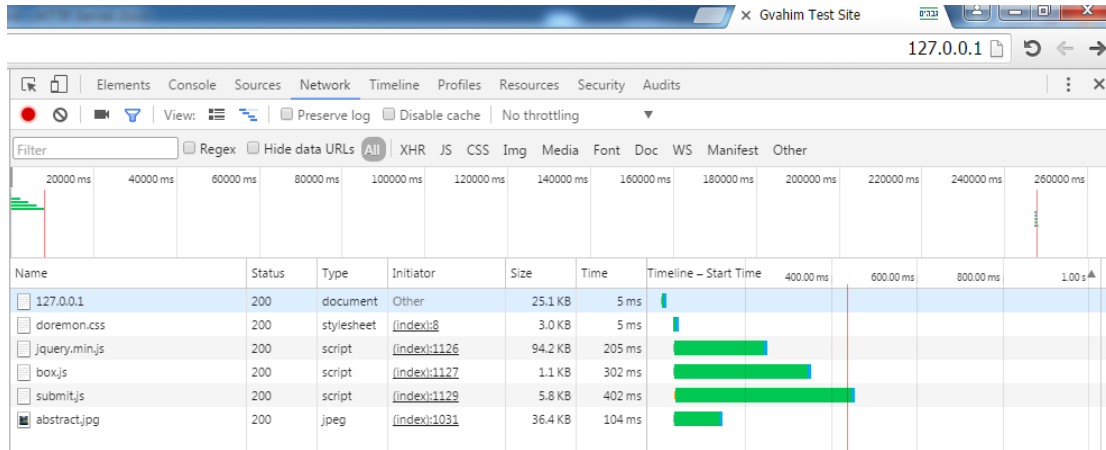 Gvahim Test Site
גבהים
127.0.0.1
Elements Console Sources Network Timeline Profiles Resources Security Audits
View: Preserve log Disable cache No throttling
Filter Regex Hide data URLs All XHR JS CSS Img Media Font Doc WS Manifest Other
20000 ms 40000 ms 60000 ms 80000 ms 100000 ms 120000 ms 140000 ms 160000 ms 180000 ms 200000 ms 220000 ms 240000 ms 260000 ms
Name Status Type Initiator Size Time Timeline – Start Time 400.00 ms 600.00 ms 800.00 ms 1.00 s
127.0.0.1 200 document Other 25.1 KB 5 ms
doremon.css 200 stylesheet (index):8 3.0 KB 5 ms
jquery.min.js 200 script (index):1126 94.2 KB 205 ms
box.js 200 script (index):1127 1.1 KB 302 ms
submit.js 200 script (index):1129 5.8 KB 402 ms
abstract.jpg 200 jpeg (index):1031 36.4 KB 104 ms